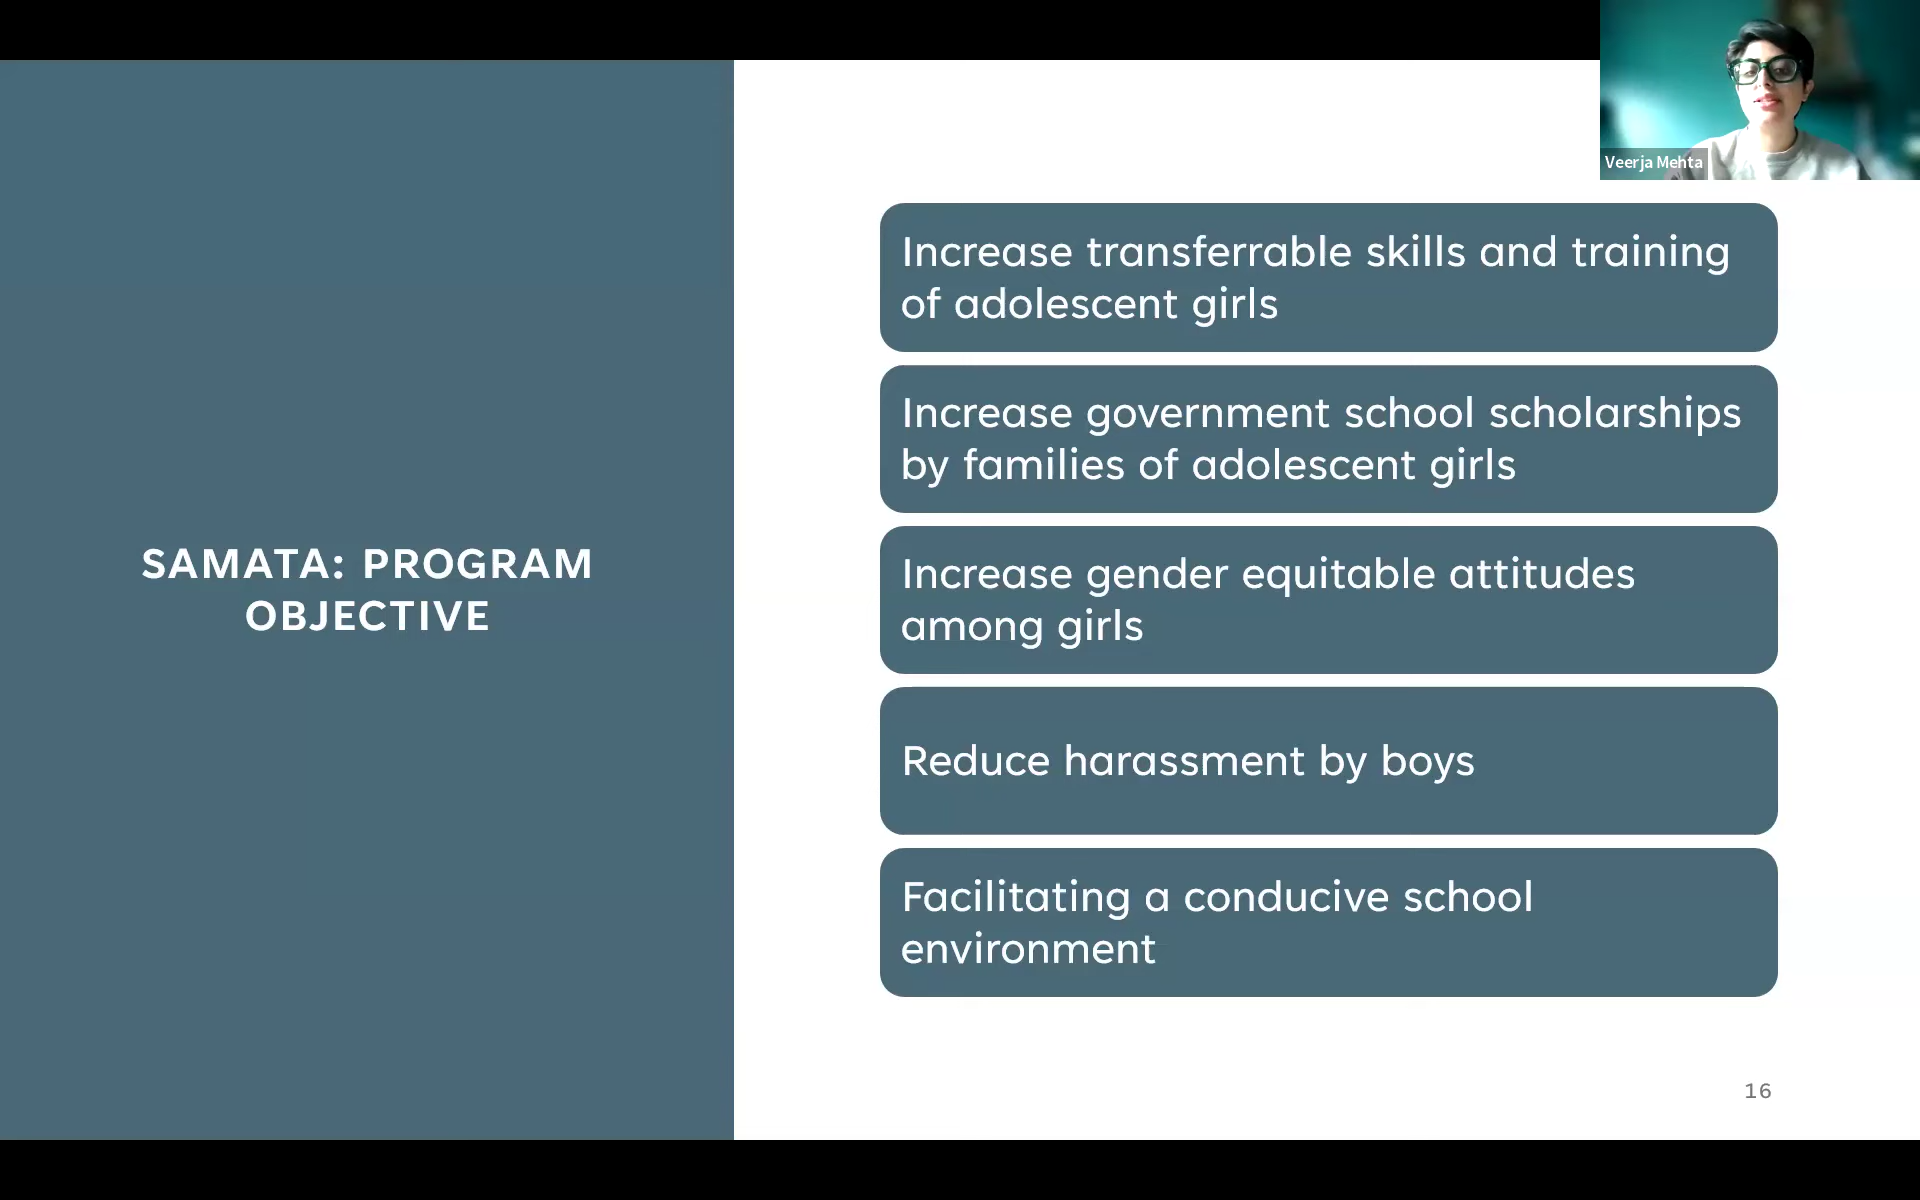 Veerja Mehta
SAMATA: PROGRAM
OBJECTIVE
Increase transferrable skills and training
of adolescent girls
Increase government school scholarships
by families of adolescent girls
Increase gender equitable attitudes
among girls
Reduce harassment by boys
Facilitating a conducive school
environment
16